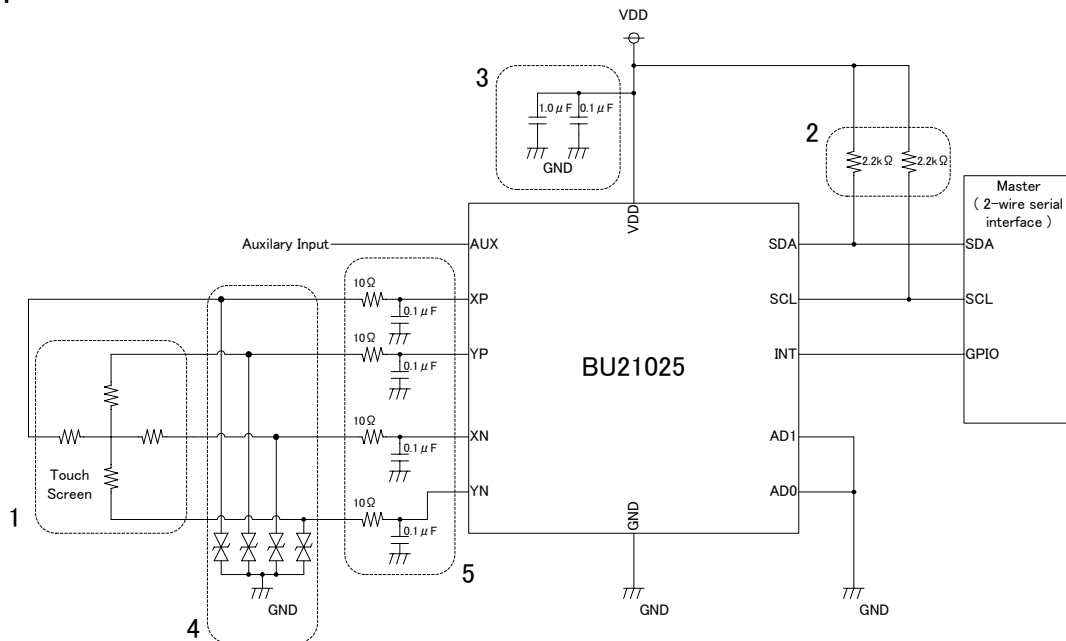 VDD
3
1.0μF
0.1μF
GND
2
2.2kΩ
2.2kΩ
Master
( 2-wire serial
interface )
VDD
Auxilary Input
AUX
SDA
SDA
10Ω
XP
0.1μF
SCL
SCL
10Ω
YP
0.1μF
BU21025
INT
GPIO
10Ω
XN
0.1μF
AD1
Touch
Screen
10Ω
YN
0.1μF
AD0
1
GND
5
GND
GND
GND
4